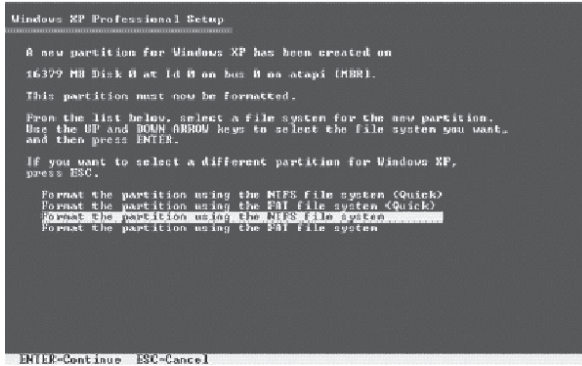 Windows XP Professional Setup
A new partition for Windows XP has been created on
16379 MB Disk 0 at Id 0 on bus 0 on atapi [MBR].
This partition must now be formatted.
From the list below, select a file system for the new partition.
Use the UP and DOWN ARROW keys to select the file system you want,
and then press ENTER.
If you want to select a different partition for Windows XP,
press ESC.
Format the partition using the NTFS file system (Quick)
Format the partition using the FAT file system (Quick)
Format the partition using the NTFS file system
Format the partition using the FAT file system
ENTER=Continue ESC=Cancel